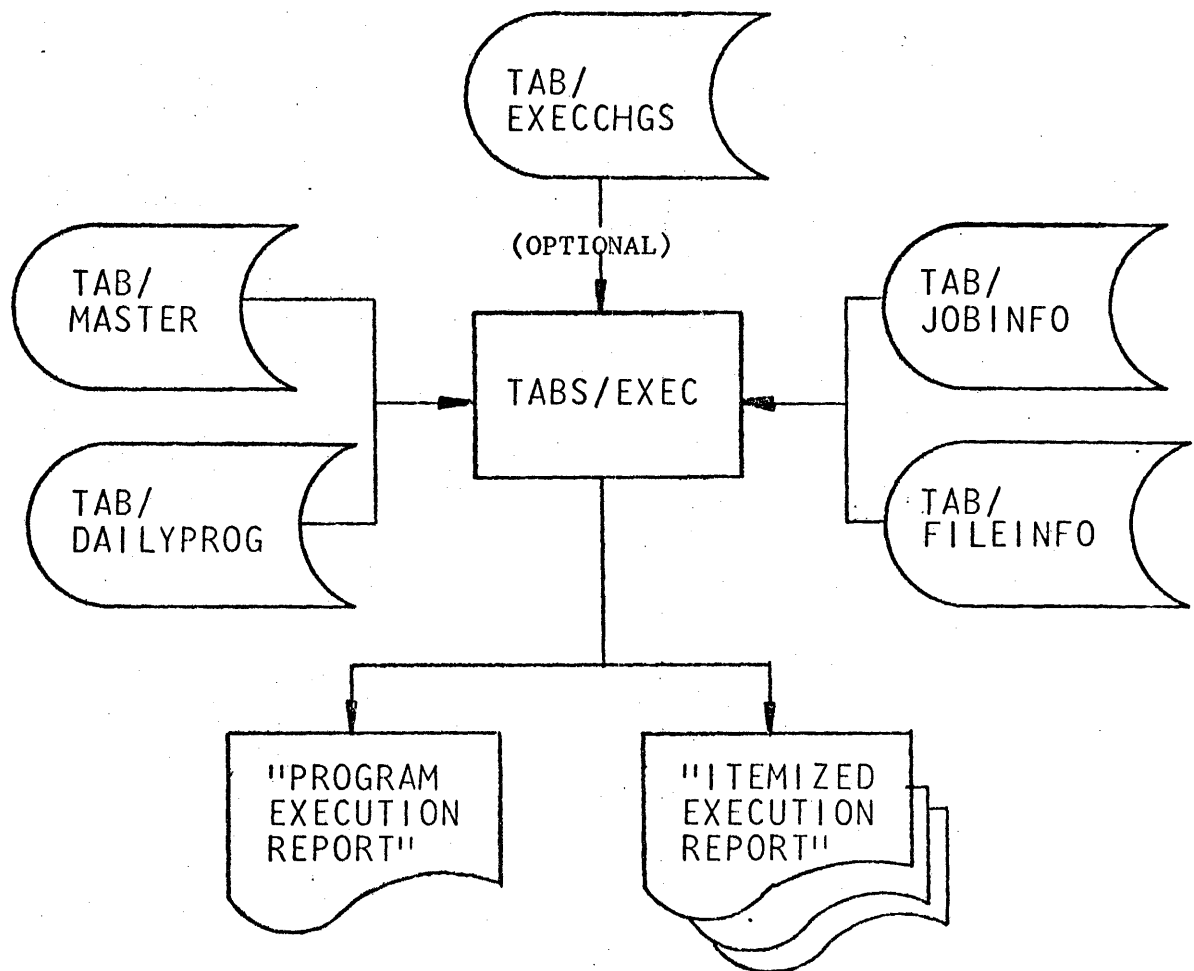 TAB/
EXECCHGS
(OPTIONAL)
TAB/
MASTER
TAB/
JOBINFO
TABS/EXEC
TAB/
DAILYPROG
TAB/
FILEINFO
"PROGRAM
EXECUTION
REPORT"
"ITEMIZED
EXECUTION
REPORT"